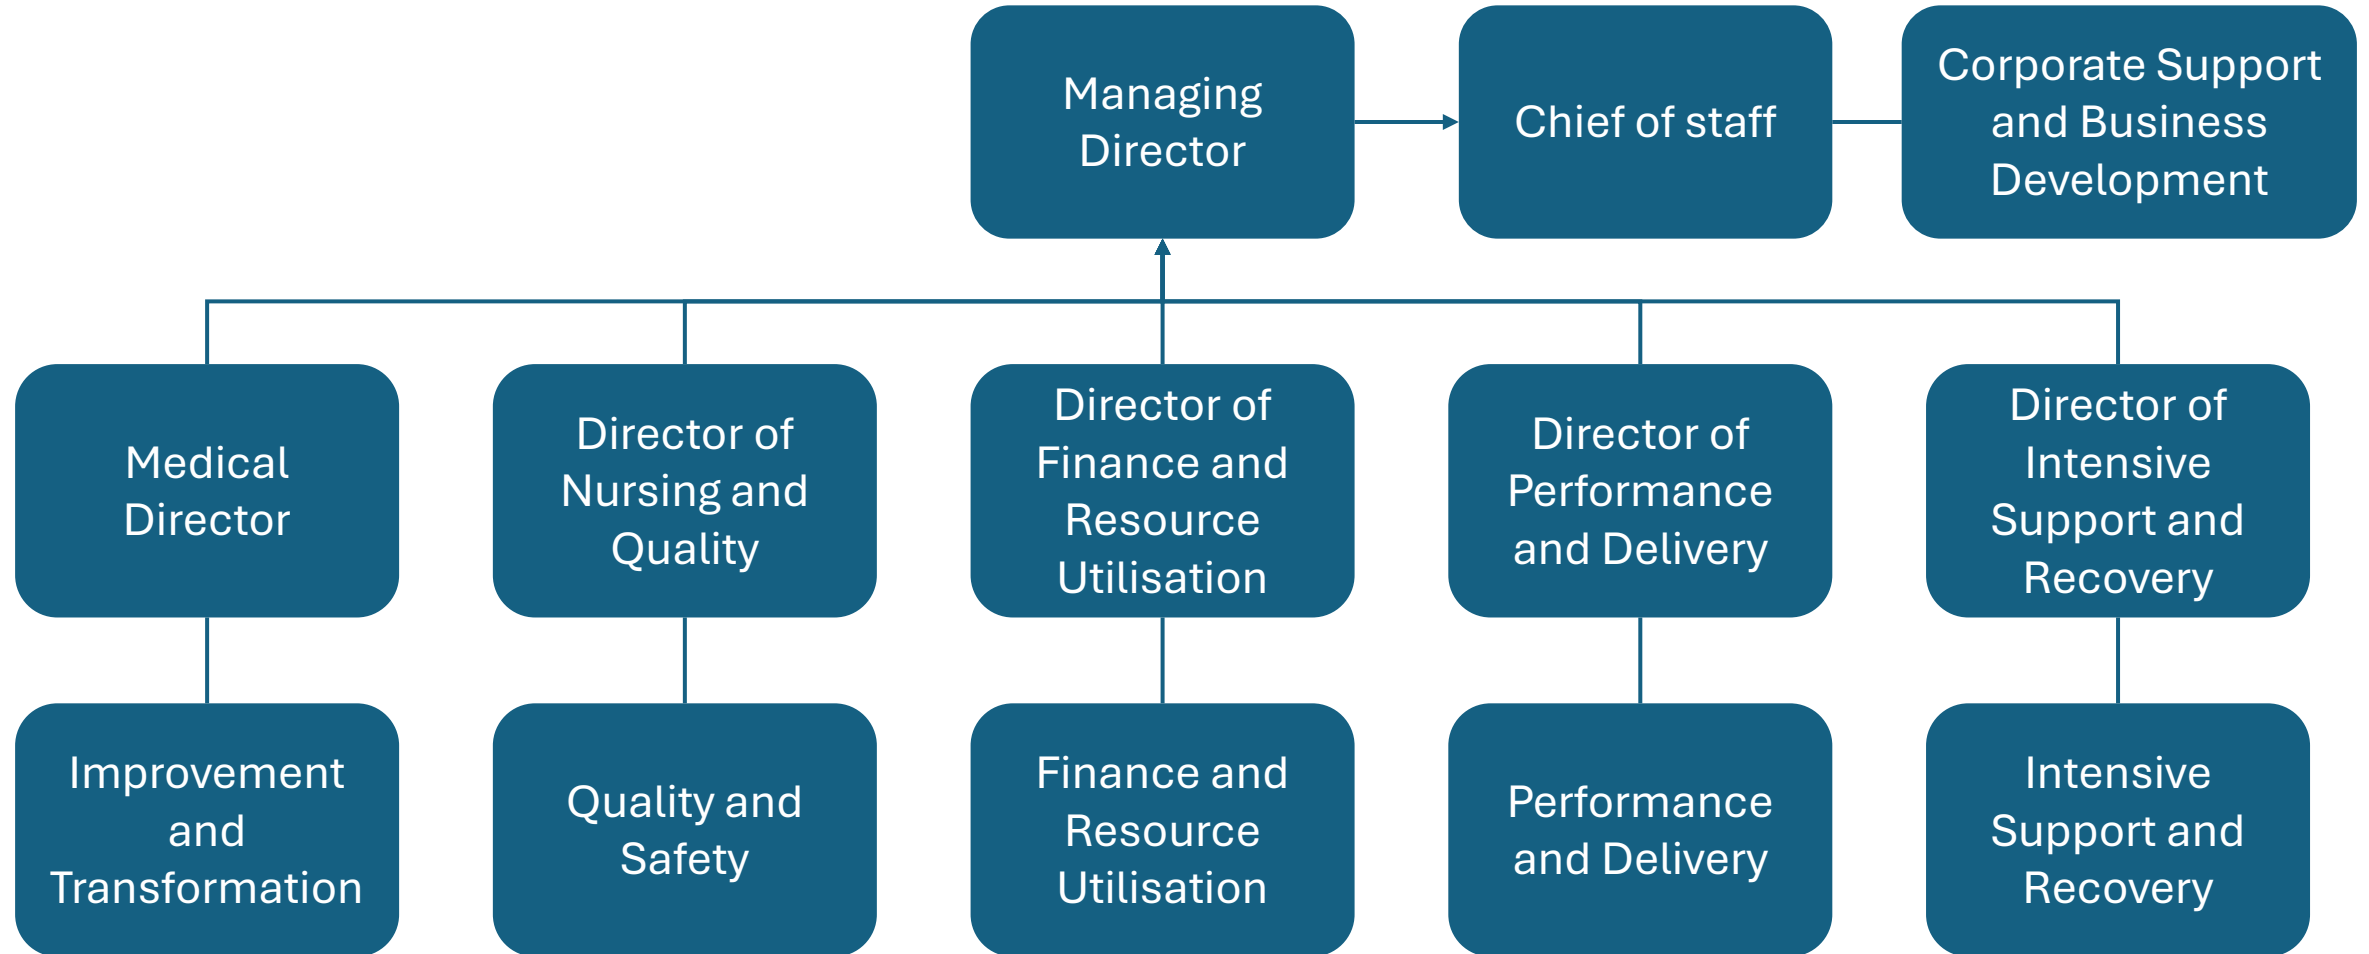 Managing
Director
Chief of staff
Corporate Support
and Business
Development
Medical
Director
Director of
Nursing and
Quality
Director of
Finance and
Resource
Utilisation
Director of
Performance
and Delivery
Director of
Intensive
Support and
Recovery
Improvement
and
Transformation
Quality and
Safety
Finance and
Resource
Utilisation
Performance
and Delivery
Intensive
Support and
Recovery